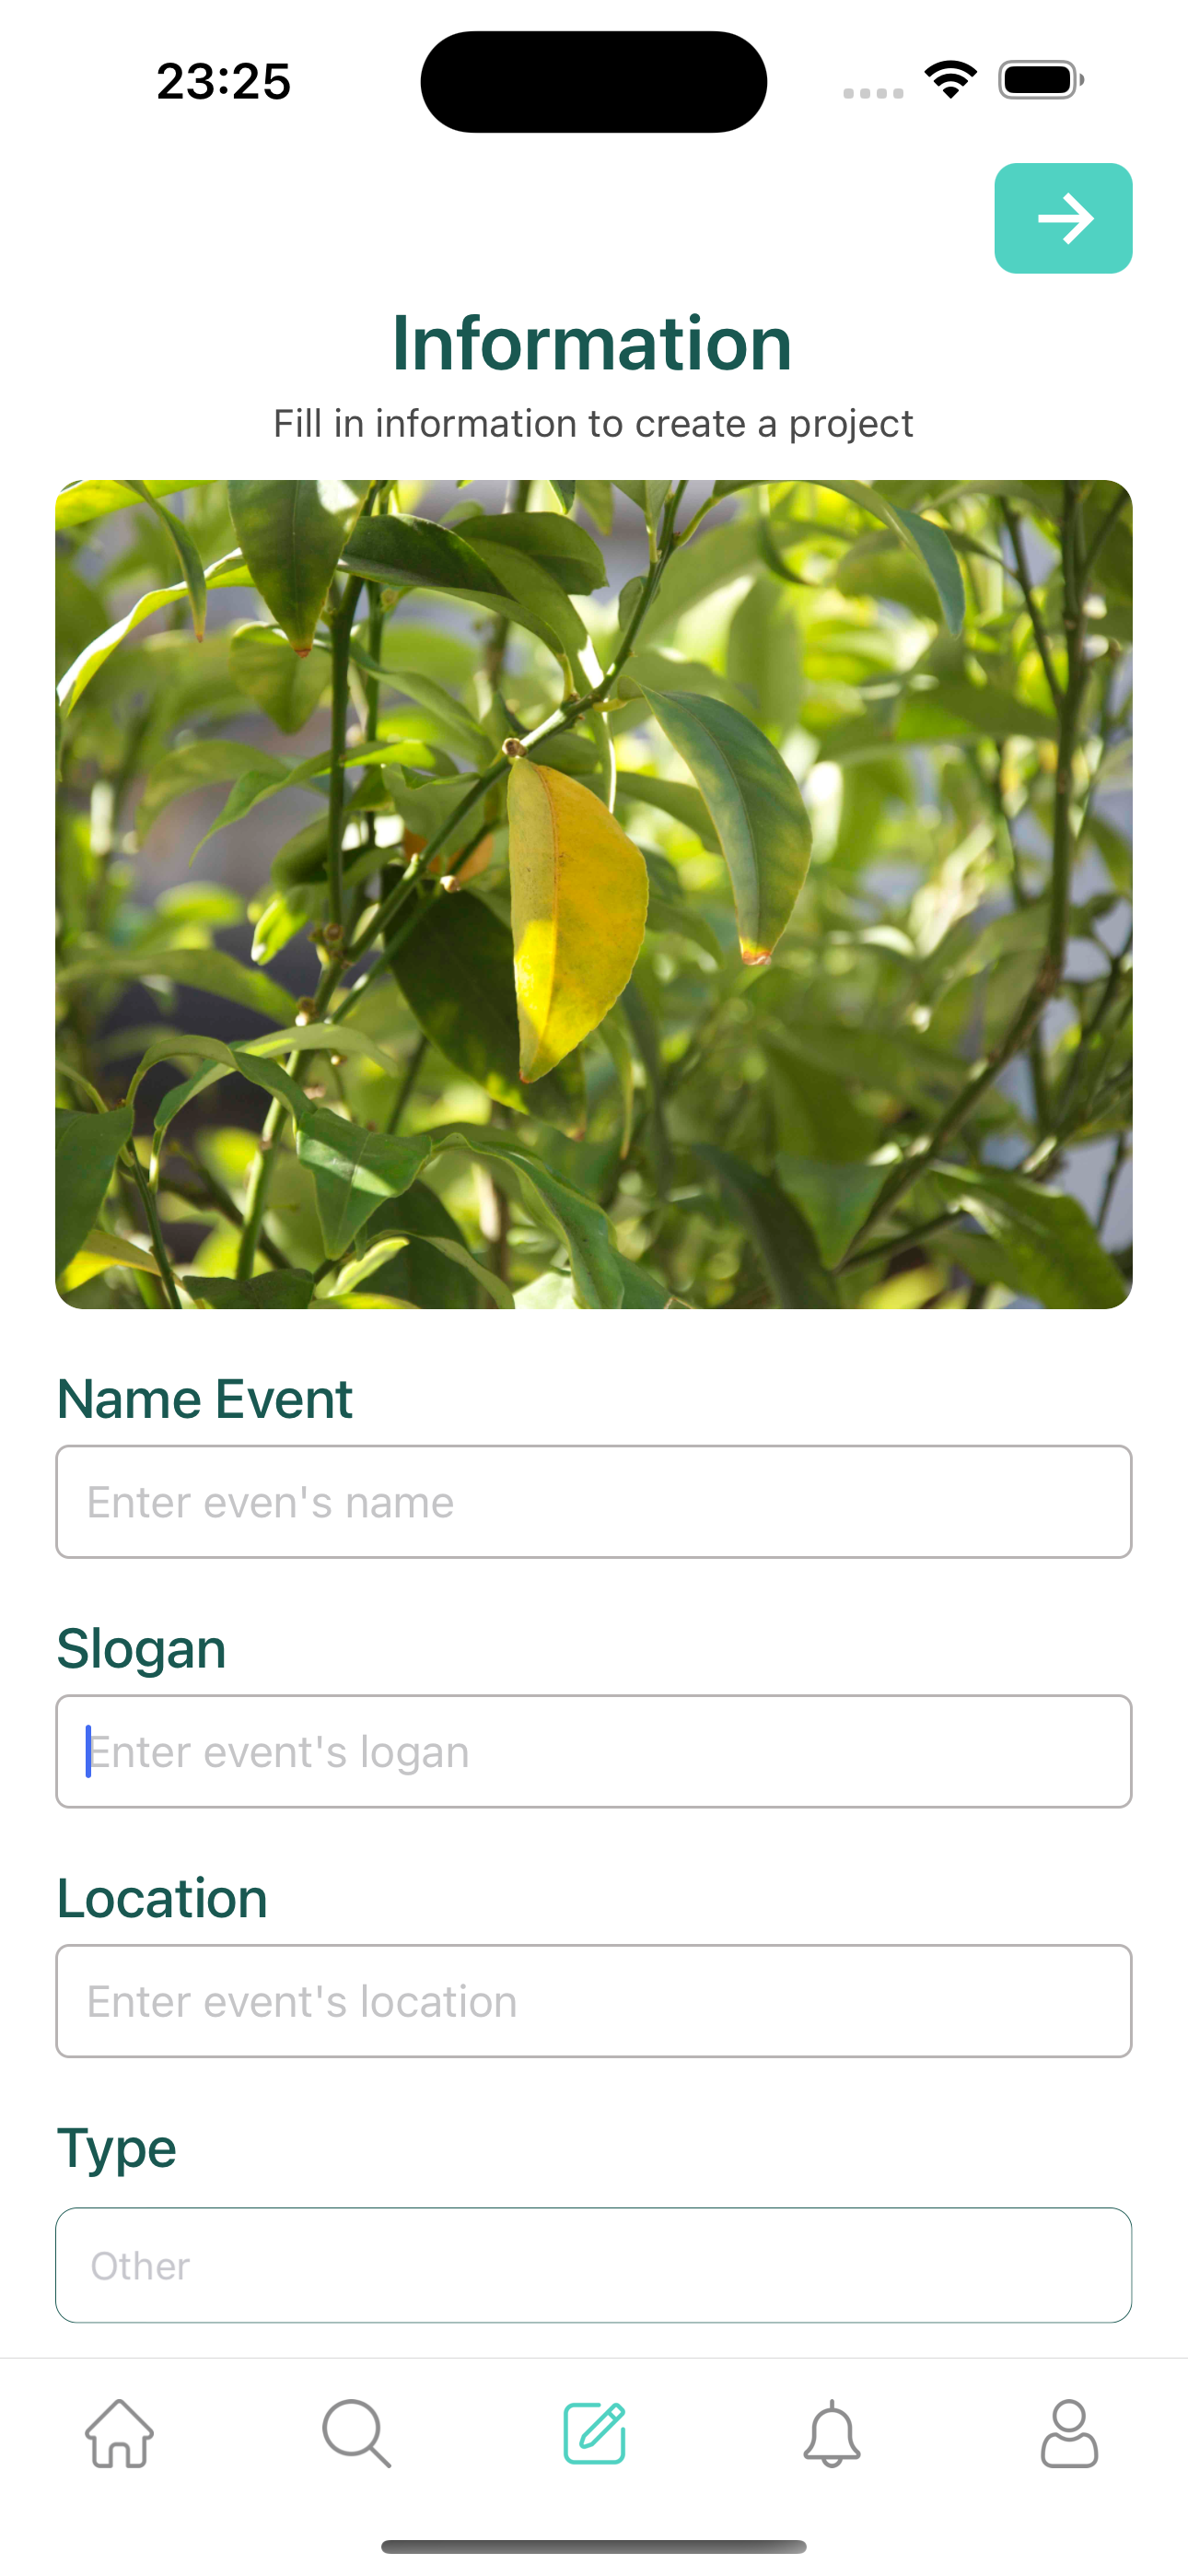 23:25
Information
Fill in information to create a project
Name Event
Enter even's name
Slogan
Enter event's logan
Location
Enter event's location
Type
Other